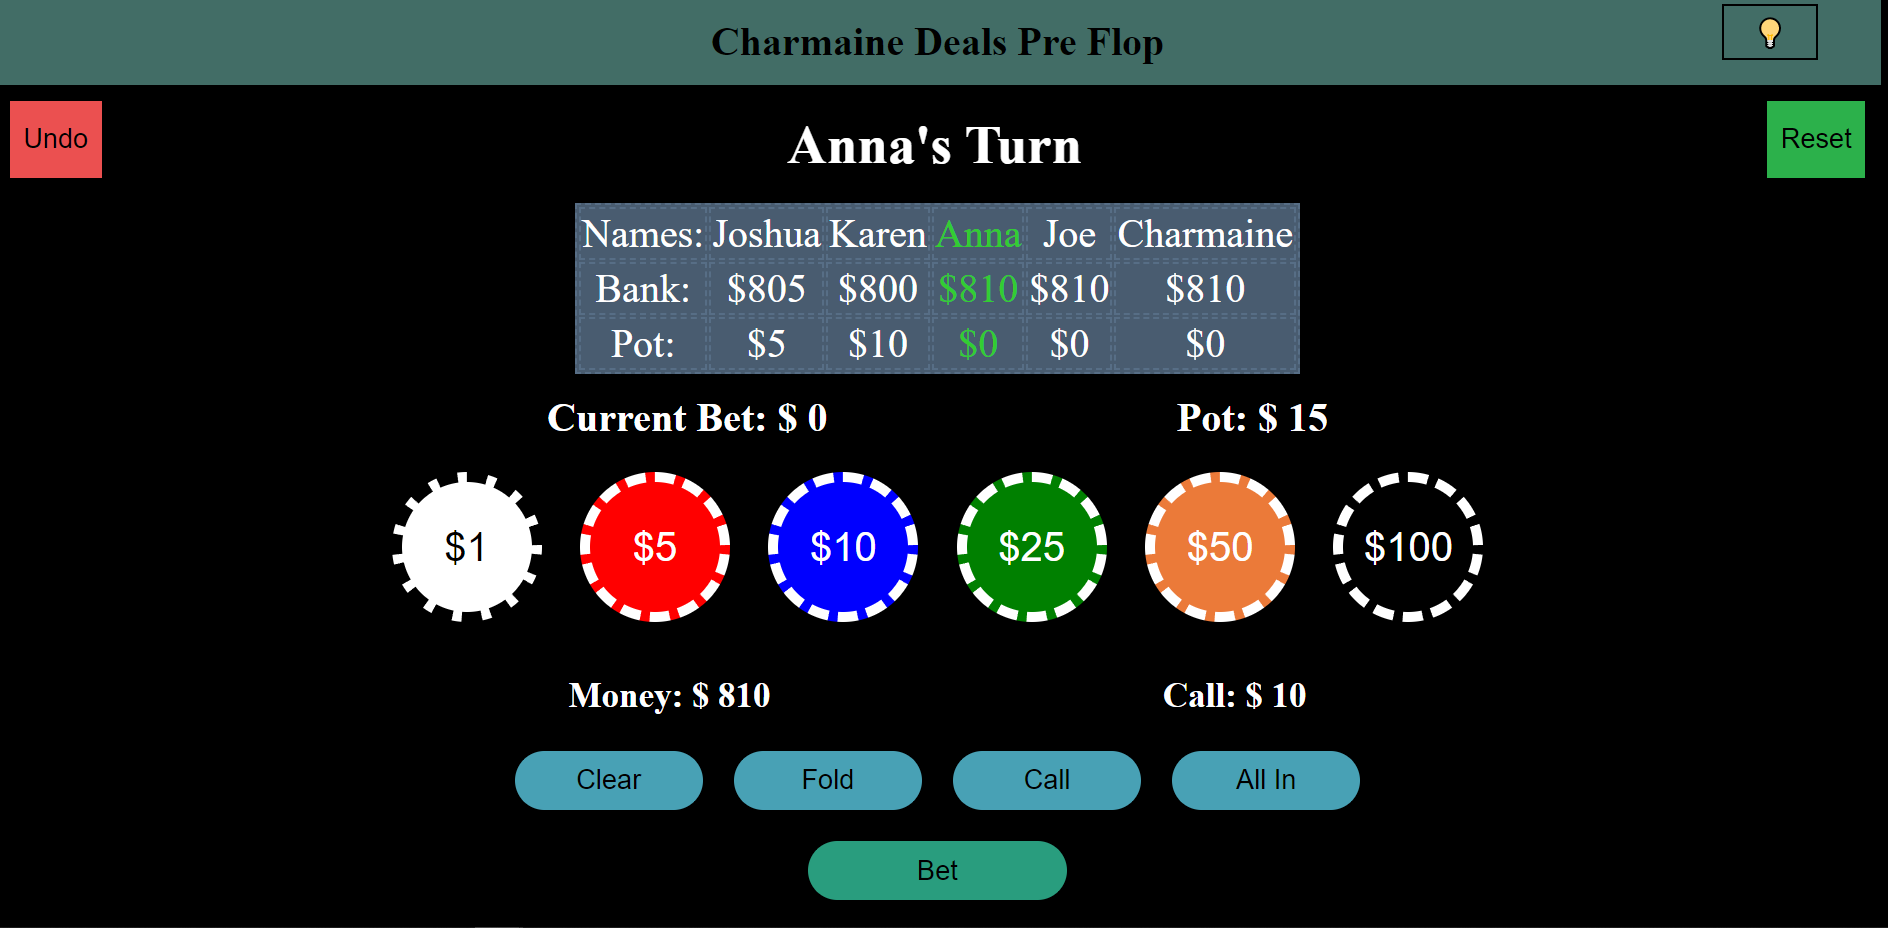 Charmaine Deals Pre Flop
Undo
Anna's Turn
Reset
Names: Joshua Karen Anna Joe Charmaine
Bank: $805 $800 $810 $810 $810
Pot: $5 $10 $0 $0 $0
Current Bet: $ 0 Pot: $ 15
$1 $5 $10 $25 $50 $100
Money: $ 810 Call: $ 10
Clear Fold Call All In
Bet